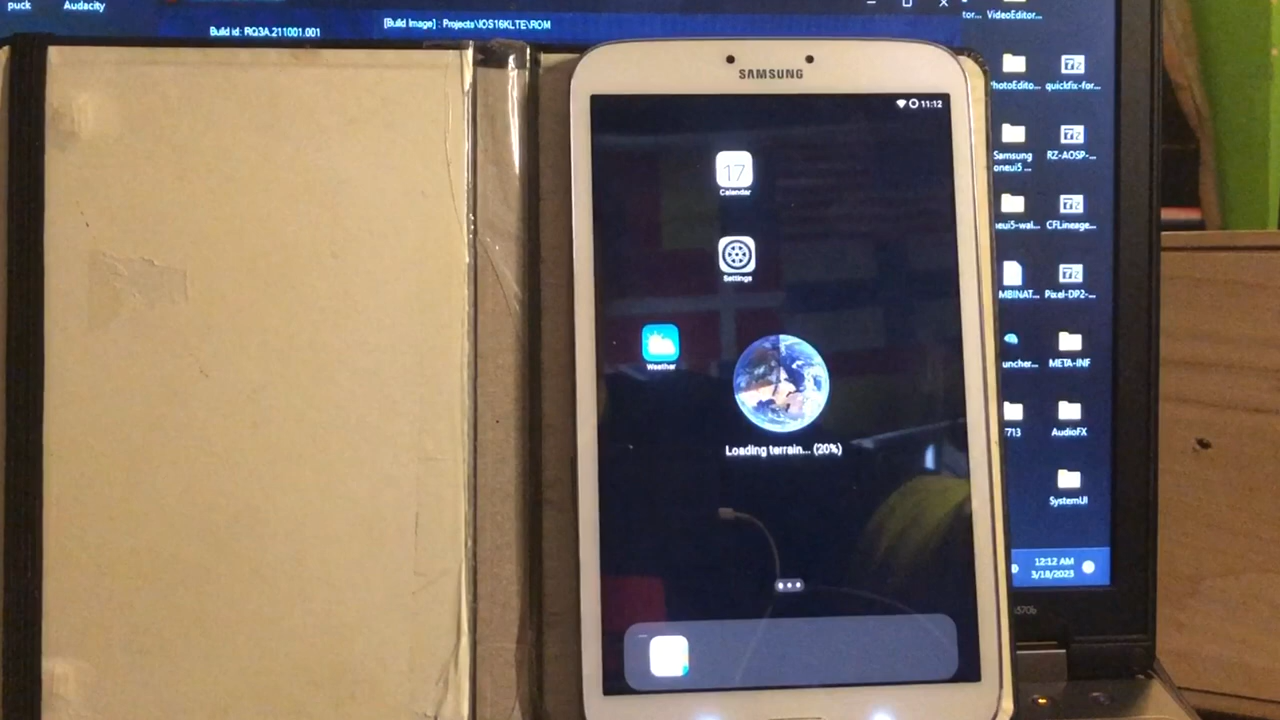 puck
Audacity
Build id: RQ3A.211001.001
[Build Image] : Projects\IOS16KLTE\ROM
tor...
VideoEditor...
SAMSUNG
11:12
17
Calendar
Settings
Weather
Loading terrain... (20%)
PhotoEdito...
quickfix-for...
Samsung
oneui5 ...
RZ-AOSP-...
neui5-wal...
CFLineage...
MBINAT...
Pixel-DP2-...
uncher...
META-INF
T713
AudioFX
SystemUI
12:12 AM
3/18/2023